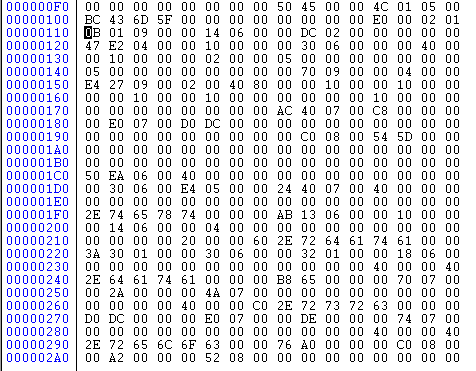 000000F0 00 00 00 00 00 00 00 00 50 45 00 00 4C 01 05 00
00000100 BC 43 6D 5F 00 00 00 00 00 00 00 00 E0 00 02 01
00000110 0B 01 09 00 00 14 06 00 00 DC 02 00 00 00 00 00
00000120 47 E2 04 00 00 10 00 00 00 30 06 00 00 00 40 00
00000130 00 10 00 00 00 02 00 00 05 00 00 00 00 00 00 00
00000140 05 00 00 00 00 00 00 00 00 70 09 00 00 04 00 00
00000150 E4 27 09 00 02 00 40 80 00 00 10 00 00 10 00 00
00000160 00 00 10 00 00 10 00 00 00 00 00 00 10 00 00 00
00000170 00 00 00 00 00 00 00 00 AC 40 07 00 C8 00 00 00
00000180 00 E0 07 00 D0 DC 00 00 00 00 00 00 00 00 00 00
00000190 00 00 00 00 00 00 00 00 00 C0 08 00 54 5D 00 00
000001A0 00 00 00 00 00 00 00 00 00 00 00 00 00 00 00 00
000001B0 00 00 00 00 00 00 00 00 00 00 00 00 00 00 00 00
000001C0 50 EA 06 00 40 00 00 00 00 00 00 00 00 00 00 00
000001D0 00 30 06 00 E4 05 00 00 24 40 07 00 40 00 00 00
000001E0 00 00 00 00 00 00 00 00 00 00 00 00 00 00 00 00
000001F0 2E 74 65 78 74 00 00 00 AB 13 06 00 00 10 00 00
00000200 00 14 06 00 00 04 00 00 00 00 00 00 00 00 00 00
00000210 00 00 00 00 20 00 00 60 2E 72 64 61 74 61 00 00
00000220 3A 30 01 00 00 30 06 00 00 32 01 00 00 18 06 00
00000230 00 00 00 00 00 00 00 00 00 00 00 00 40 00 00 40
00000240 2E 64 61 74 61 00 00 00 B8 65 00 00 00 70 07 00
00000250 00 2A 00 00 00 4A 07 00 00 00 00 00 00 00 00 00
00000260 00 00 00 00 40 00 00 C0 2E 72 73 72 63 00 00 00
00000270 D0 DC 00 00 00 E0 07 00 00 DE 00 00 00 74 07 00
00000280 00 00 00 00 00 00 00 00 00 00 00 00 40 00 00 40
00000290 2E 72 65 6C 6F 63 00 00 76 A0 00 00 00 C0 08 00
000002A0 00 A2 00 00 00 52 08 00 00 00 00 00 00 00 00 00